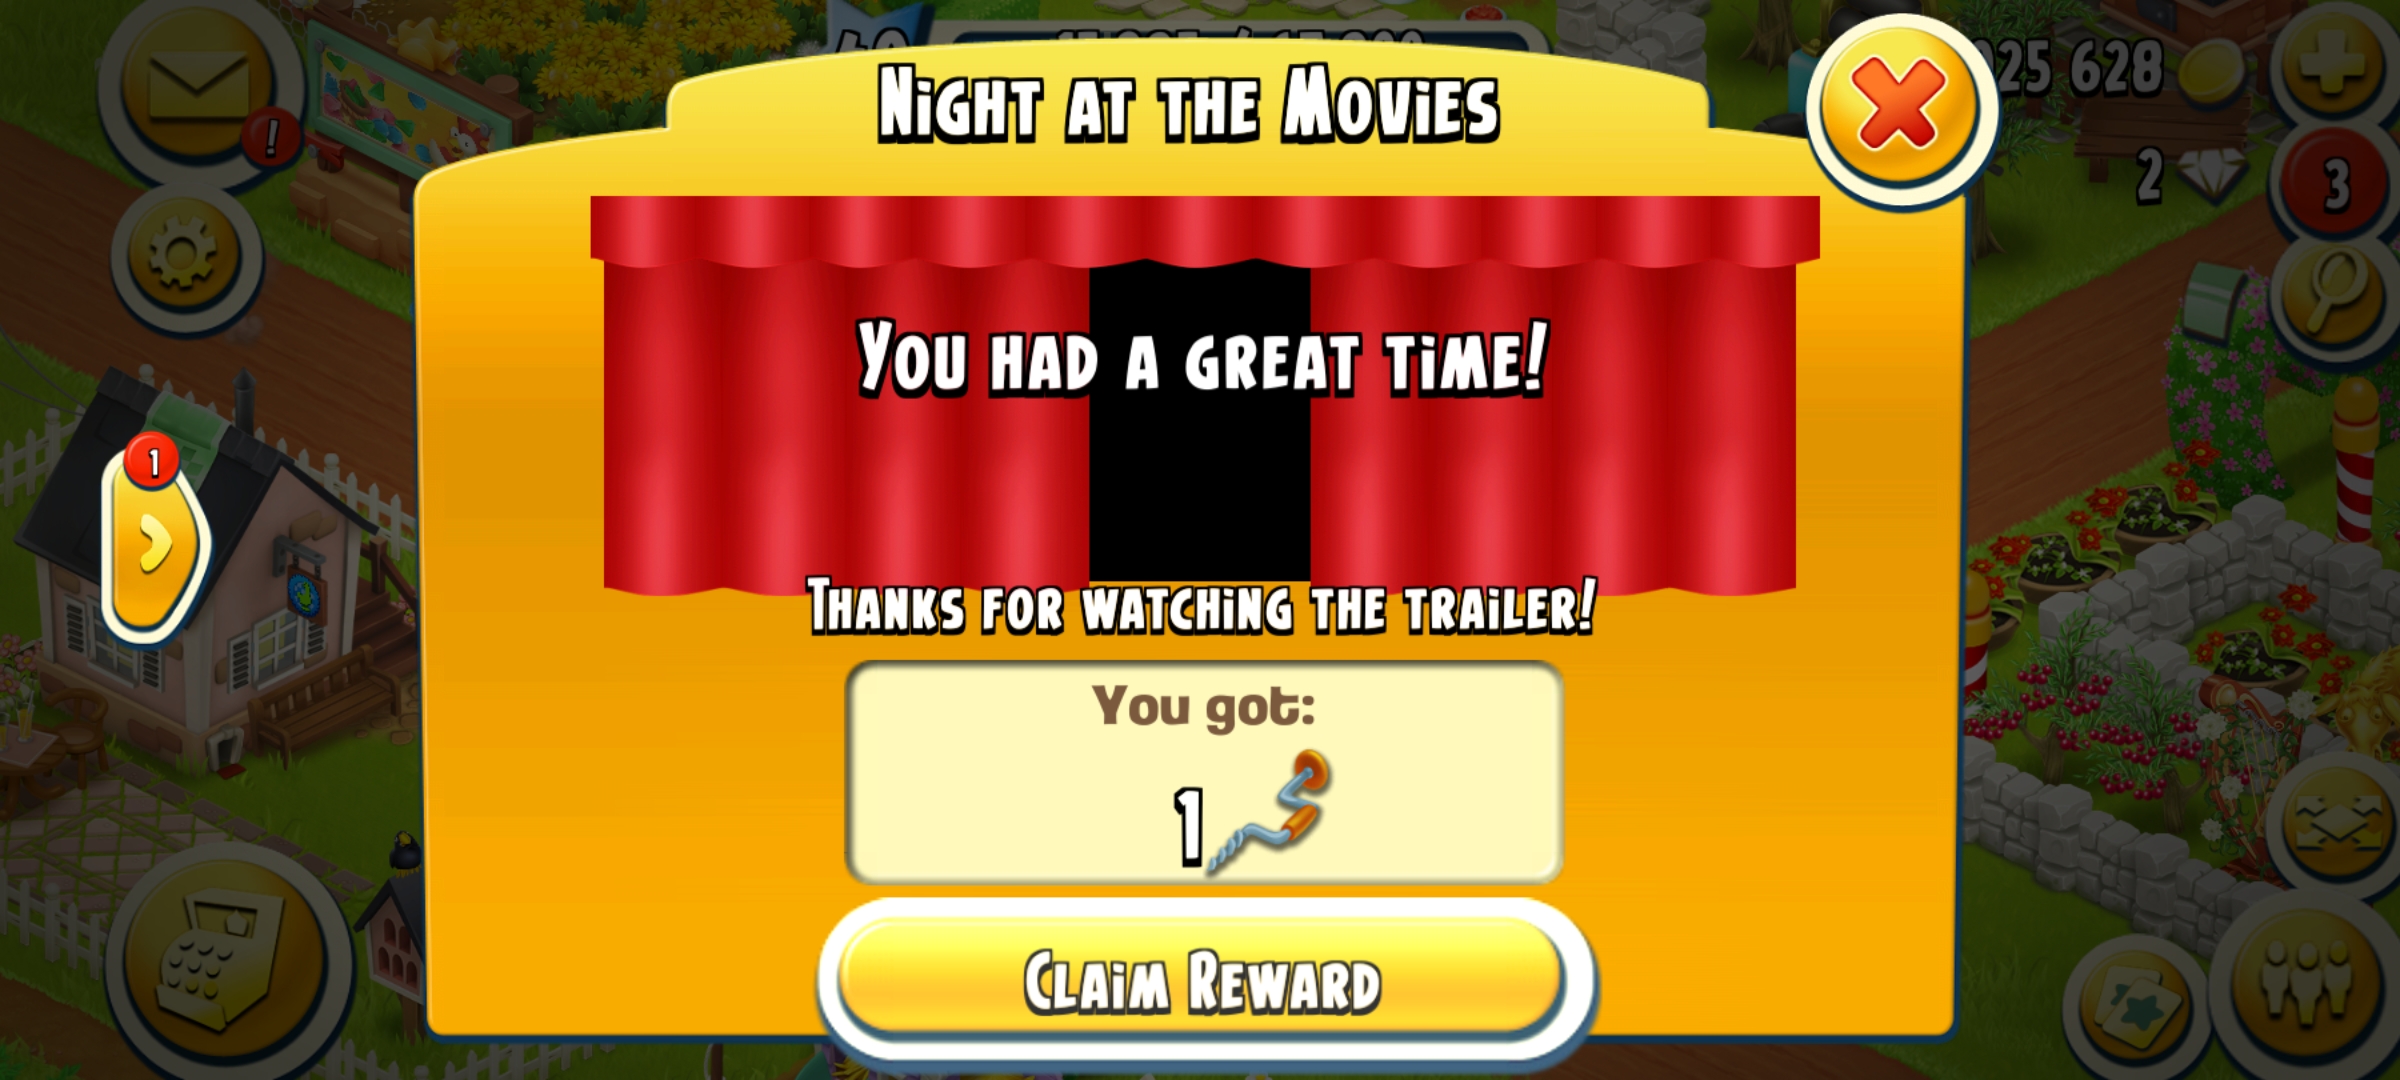 Night at the Movies
628
2
3
!
1
You had a great time!
Thanks for watching the trailer!
You got:
1
Claim Reward